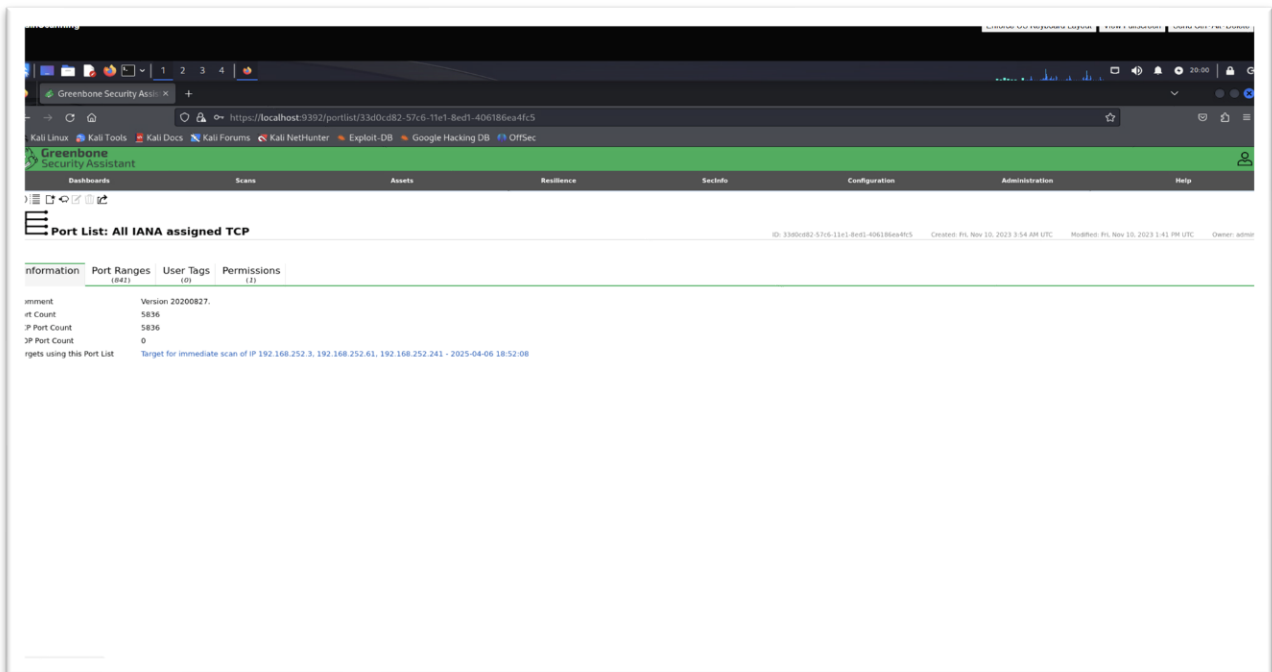 1 2 3 4
20:00
Greenbone Security Assis
https://localhost:9392/portlist/33d0cd82-57c6-11e1-8ed1-406186ea4fc5
Kali Linux Kali Tools Kali Docs Kali Forums Kali NetHunter Exploit-DB Google Hacking DB OffSec
Greenbone
Security Assistant
Dashboards Scans Assets Resilience SecInfo Configuration Administration Help
Port List: All IANA assigned TCP
ID: 33d0cd82-57c6-11e1-8ed1-406186ea4fc5 Created: Fri, Nov 10, 2023 3:54 AM UTC Modified: Fri, Nov 10, 2023 1:41 PM UTC Owner: admin
nformation Port Ranges User Tags Permissions
(841) (0) (1)
omment Version 20200827.
rt Count 5836
P Port Count 5836
DP Port Count 0
rgets using this Port List Target for immediate scan of IP 192.168.252.3, 192.168.252.61, 192.168.252.241 - 2025-04-06 18:52:08